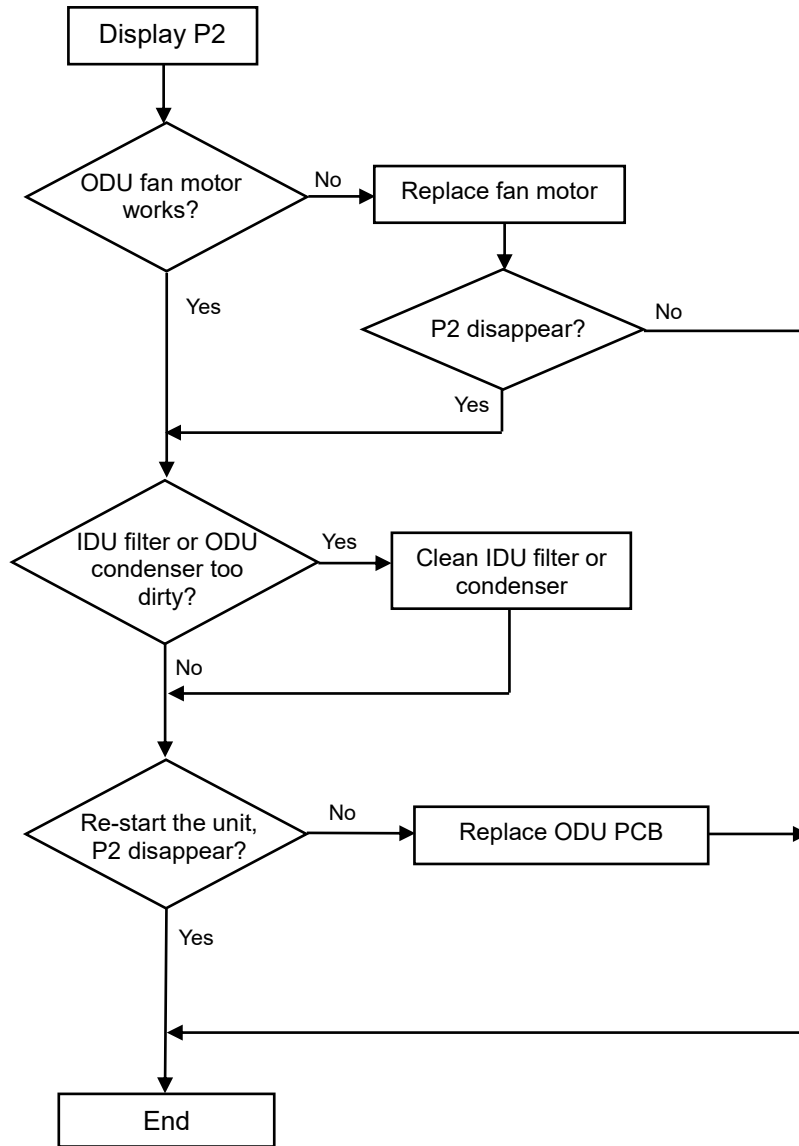 Display P2
ODU fan motor
works?
No
Replace fan motor
Yes
P2 disappear?
No
Yes
IDU filter or ODU
condenser too
dirty?
Yes
Clean IDU filter or
condenser
No
Re-start the unit,
P2 disappear?
No
Replace ODU PCB
Yes
End